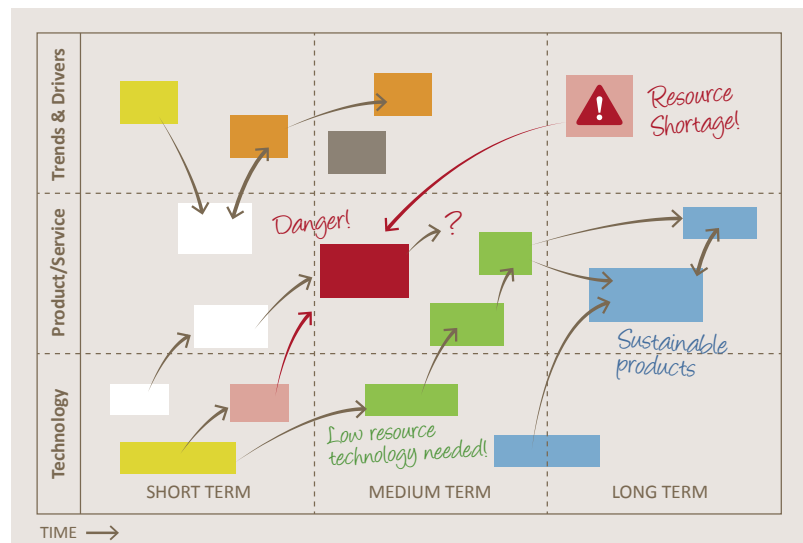 Trends & Drivers
Resource
Shortage!
Product/Service
Danger!
?
Sustainable
products
Technology
Low resource
technology needed!
SHORT TERM
MEDIUM TERM
LONG TERM
TIME